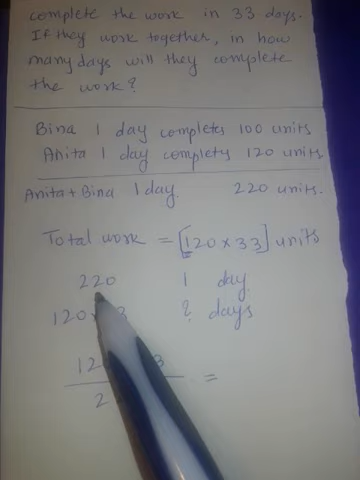 complete the work in 33 days.
If they work together, in how
many days will they complete
the work?
Bina 1 day completes 100 units
Anita 1 day completes 120 units
Anita + Bina 1 day 220 units.
Total work = [120 x 33] units
220 1 day
120 ? days
=